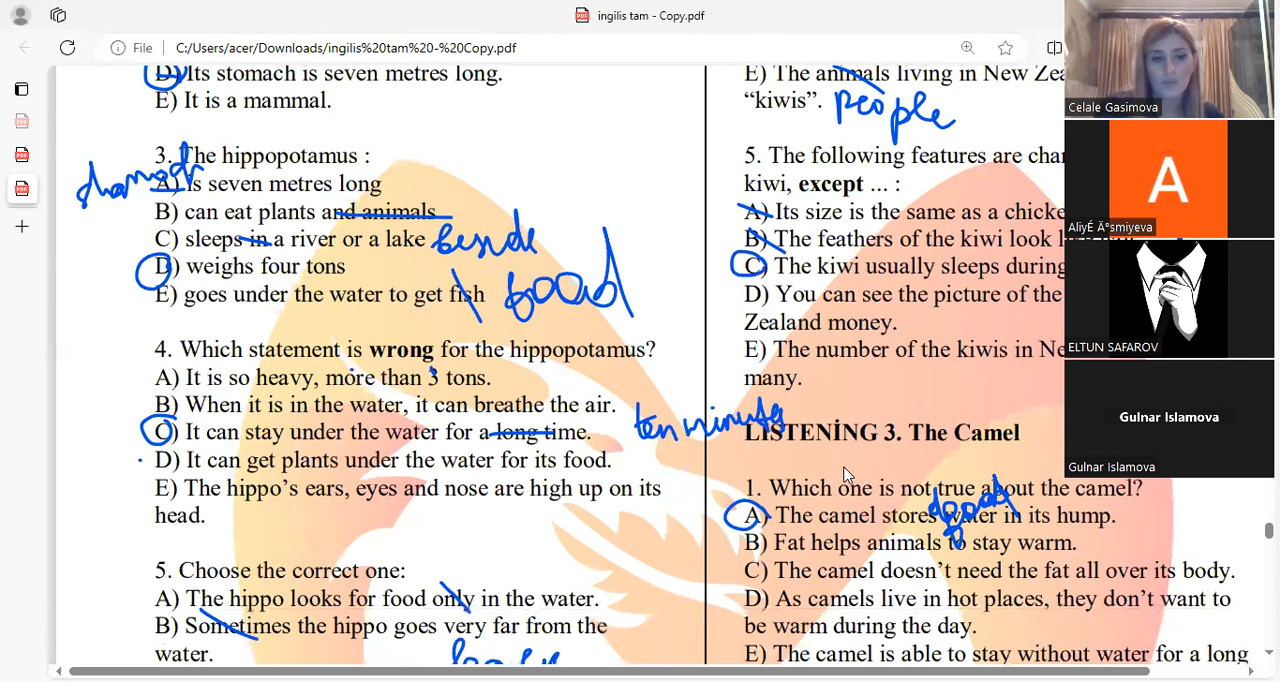 ingilis tam - Copy.pdf
File
C:/Users/acer/Downloads/ingilis%20tam%20-%20Copy.pdf
D) Its stomach is seven metres long.
E) It is a mammal.
3. The hippopotamus :
A) is seven metres long
B) can eat plants and animals
C) sleeps in a river or a lake beside
D) weighs four tons
E) goes under the water to get fish food
4. Which statement is wrong for the hippopotamus?
A) It is so heavy, more than 3 tons.
B) When it is in the water, it can breathe the air.
C) It can stay under the water for a long time. ten minutes
D) It can get plants under the water for its food.
E) The hippo's ears, eyes and nose are high up on its
head.
5. Choose the correct one:
A) The hippo looks for food only in the water.
B) Sometimes the hippo goes very far from the
water.
E) The animals living in New Zea
"kiwis". people
5. The following features are cha
kiwi, except ... :
A) Its size is the same as a chicke
B) The feathers of the kiwi look
C) The kiwi usually sleeps during
D) You can see the picture of the
Zealand money.
E) The number of the kiwis in Ne
many.
LISTENİNG 3. The Camel
1. Which one is not true about the camel?
food
A) The camel stores water in its hump.
B) Fat helps animals to stay warm.
C) The camel doesn't need the fat all over its body.
D) As camels live in hot places, they don't want to
be warm during the day.
E) The camel is able to stay without water for a long
Celale Gasimova
A
AliyÉ Ä°smiyeva
ELTUN SAFAROV
Gulnar Islamova
Gulnar Islamova